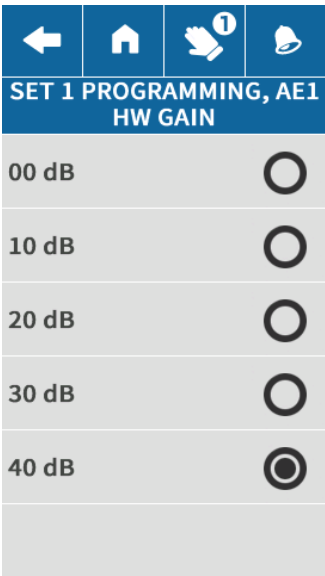 1
SET 1 PROGRAMMING, AE1
HW GAIN
00 dB
10 dB
20 dB
30 dB
40 dB